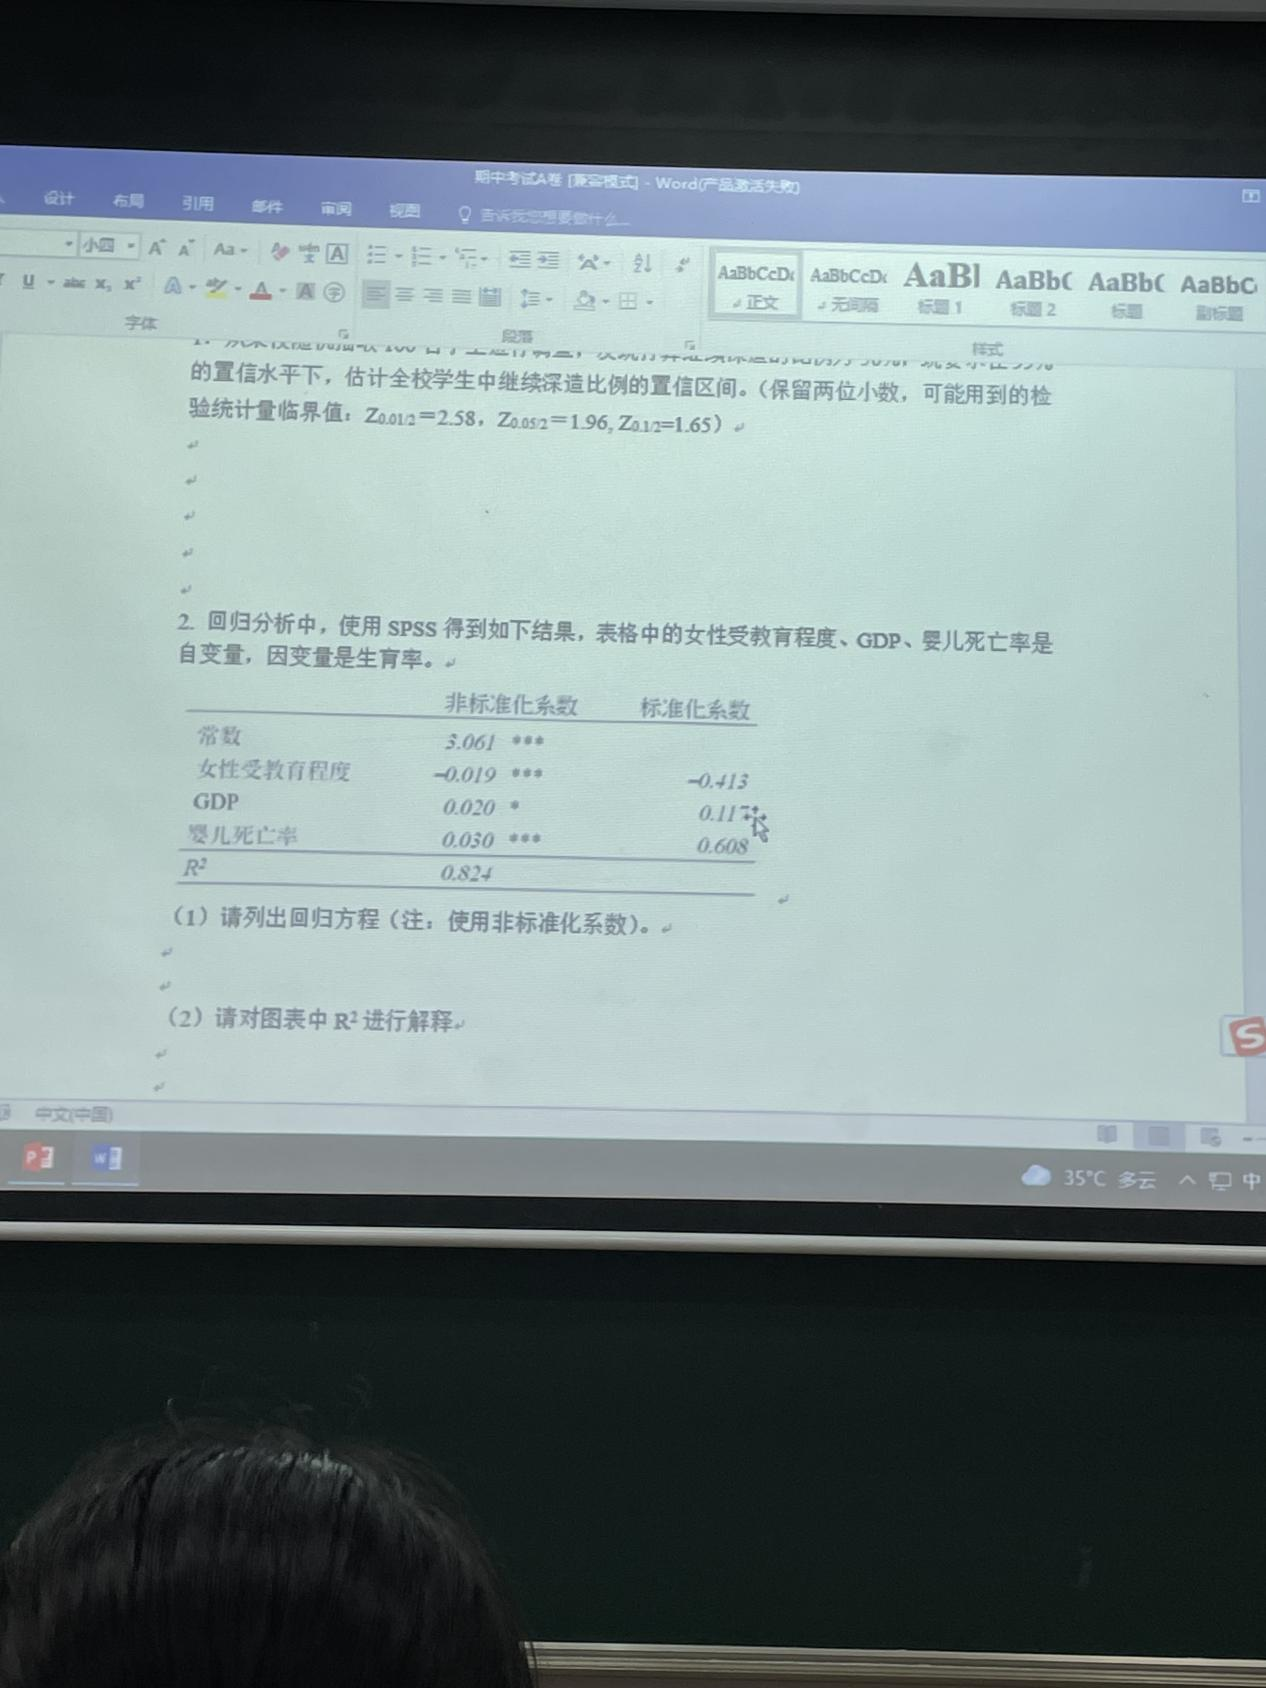 期中考试A卷 [兼容模式] - Word(产品激活失败)
设计 布局 引用 邮件 审阅 视图 告诉我您想要做什么...
小四 Aa
U abc X₂ X² A A A 字
AaBbCcDc AaBbCcDc AaBl AaBbC AaBbC AaBbC
正文 无间隔 标题 1 标题 2 标题 副标题
字体 段落 样式
的置信水平下，估计全校学生中继续深造比例的置信区间。（保留两位小数，可能用到的检
验统计量临界值：Z0.01/2＝2.58，Z0.05/2＝1.96, Z0.1/2=1.65）
2. 回归分析中，使用 SPSS 得到如下结果，表格中的女性受教育程度、GDP、婴儿死亡率是
自变量，因变量是生育率。
非标准化系数 标准化系数
常数 3.061 ***
女性受教育程度 -0.019 *** -0.413
GDP 0.020 * 0.117
婴儿死亡率 0.030 *** 0.608
R² 0.824
（1）请列出回归方程（注：使用非标准化系数）。
（2）请对图表中 R² 进行解释
中文(中国)
35°C 多云 中